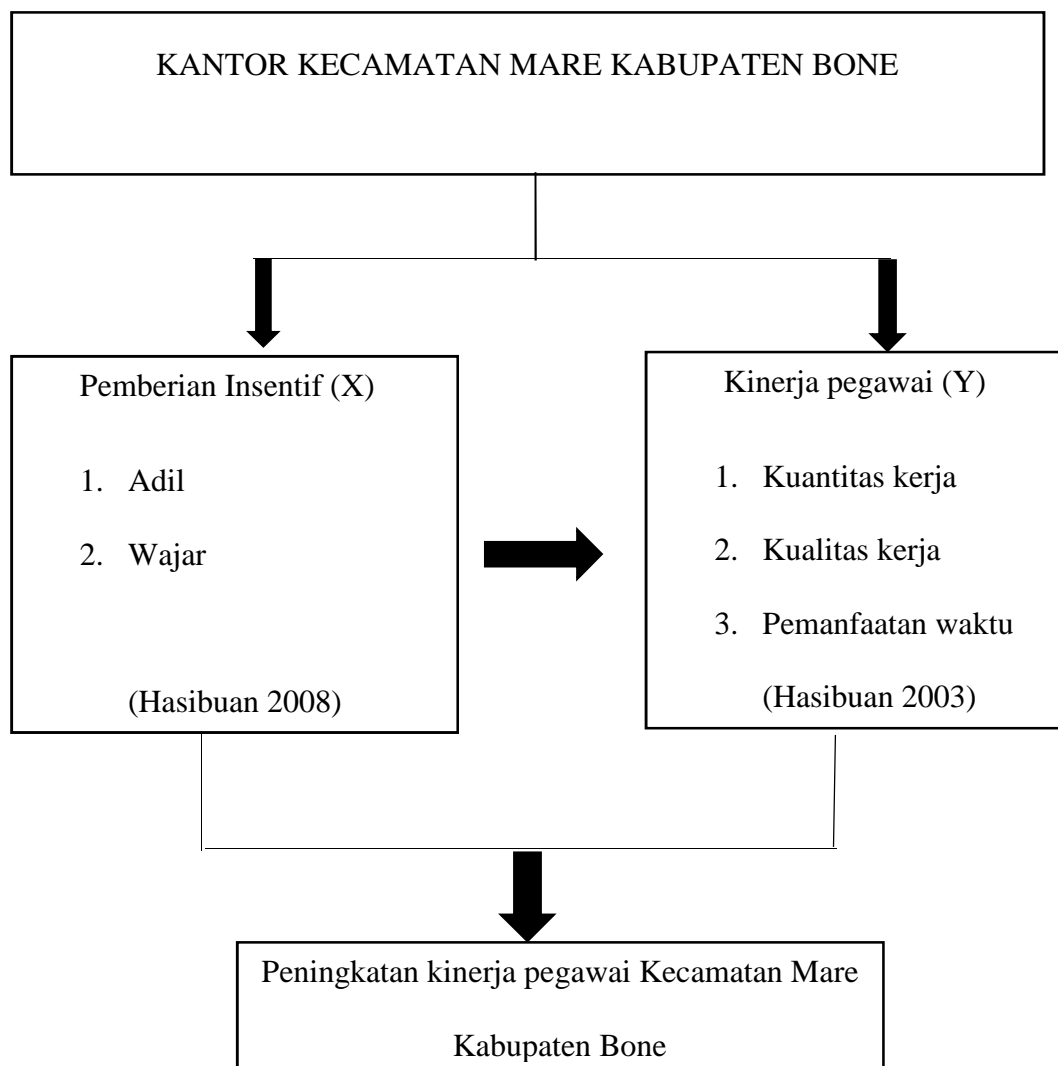 KANTOR KECAMATAN MARE KABUPATEN BONE
Pemberian Insentif (X)
1. Adil
2. Wajar
(Hasibuan 2008)
Kinerja pegawai (Y)
1. Kuantitas kerja
2. Kualitas kerja
3. Pemanfaatan waktu
(Hasibuan 2003)
Peningkatan kinerja pegawai Kecamatan Mare
Kabupaten Bone